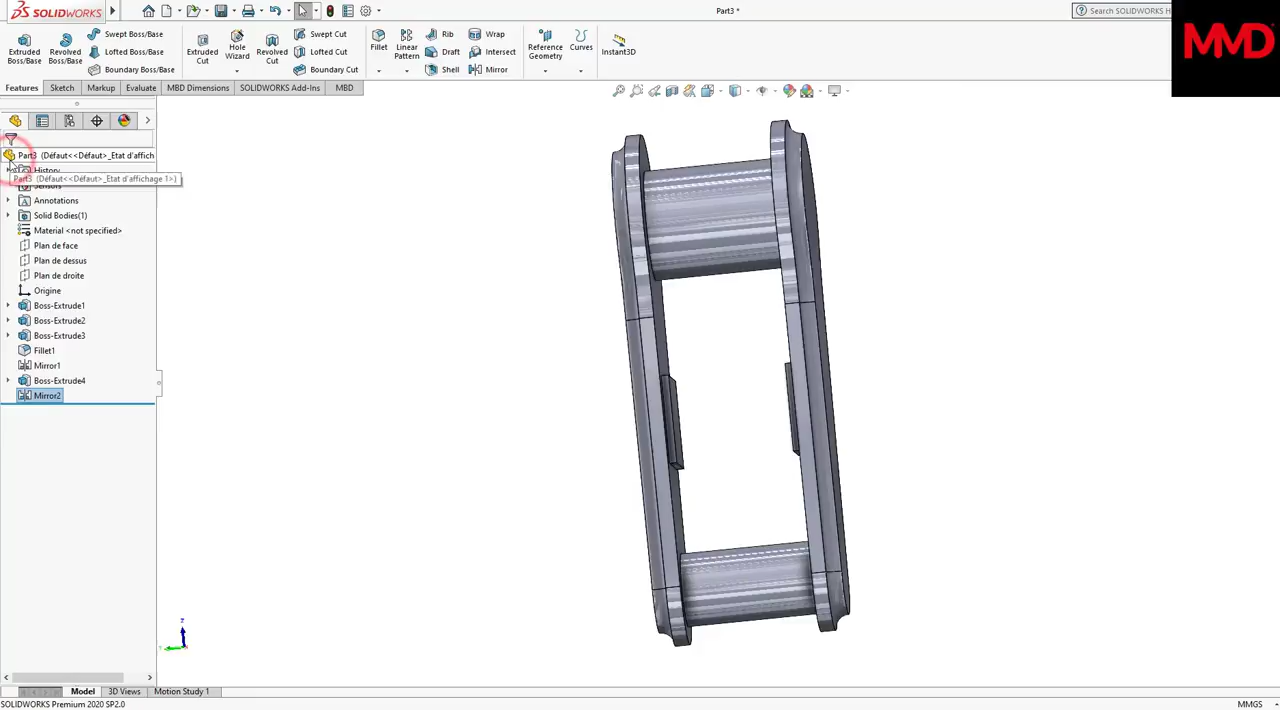 SOLIDWORKS
Part3 *
Search SOLIDWORKS H
MMD
Extruded Boss/Base
Revolved Boss/Base
Swept Boss/Base
Lofted Boss/Base
Boundary Boss/Base
Extruded Cut
Hole Wizard
Revolved Cut
Swept Cut
Lofted Cut
Boundary Cut
Fillet
Linear Pattern
Rib
Draft
Shell
Wrap
Intersect
Mirror
Reference Geometry
Curves
Instant3D
Features
Sketch
Markup
Evaluate
MBD Dimensions
SOLIDWORKS Add-Ins
MBD
Part3 (Défaut<<Défaut>_Etat d'affich
History
Part3 (Défaut<<Défaut>_Etat d'affichage 1>)
Sensors
Annotations
Solid Bodies(1)
Material <not specified>
Plan de face
Plan de dessus
Plan de droite
Origine
Boss-Extrude1
Boss-Extrude2
Boss-Extrude3
Fillet1
Mirror1
Boss-Extrude4
Mirror2
Model
3D Views
Motion Study 1
SOLIDWORKS Premium 2020 SP2.0
MMGS